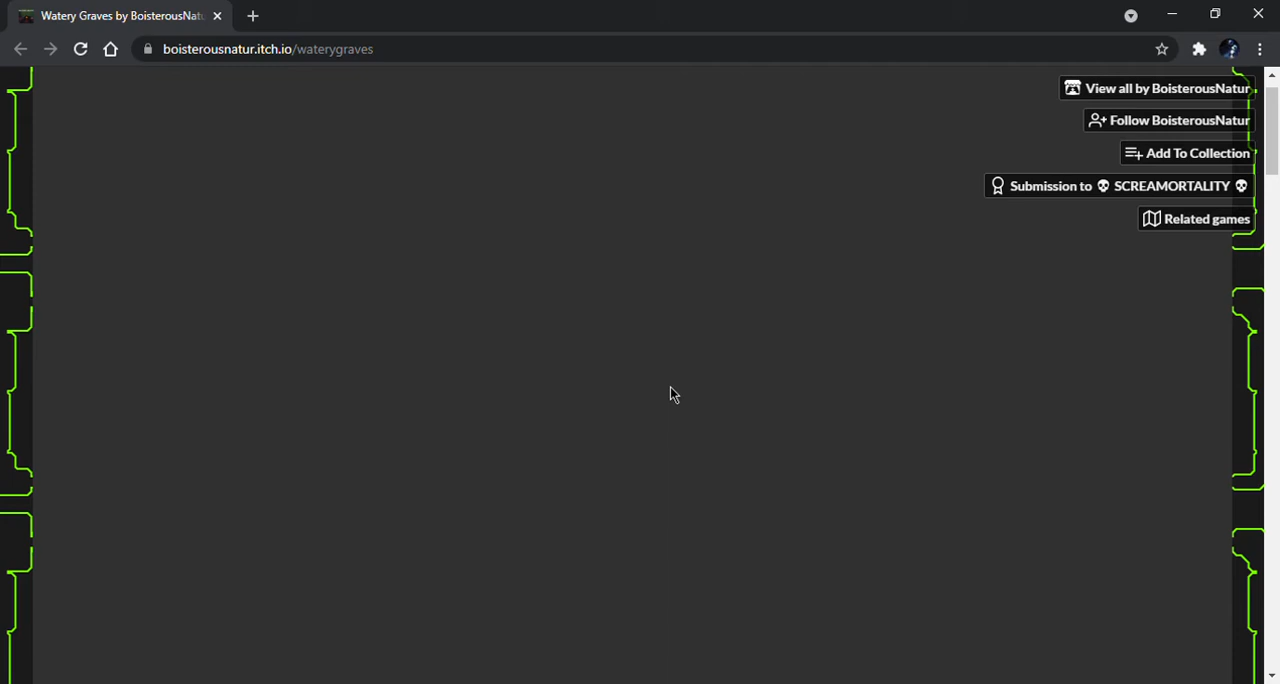 Watery Graves by BoisterousNatu
boisterousnatur.itch.io/waterygraves
View all by BoisterousNatur
Follow BoisterousNatur
Add To Collection
Submission to 💀 SCREAMORTALITY 💀
Related games